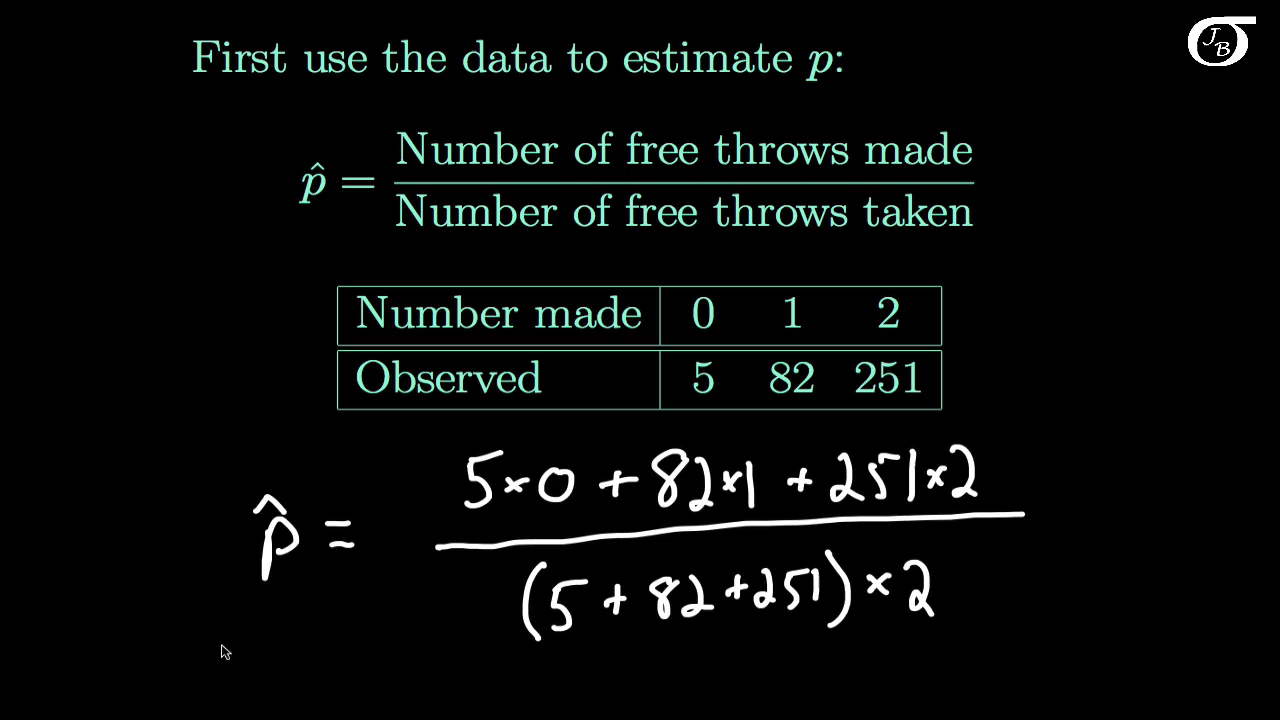 First use the data to estimate p:
JB
p̂ = Number of free throws made
Number of free throws taken
Number made 0 1 2
Observed 5 82 251
5×0 + 82×1 + 251×2
p̂ =
(5 + 82 + 251) × 2